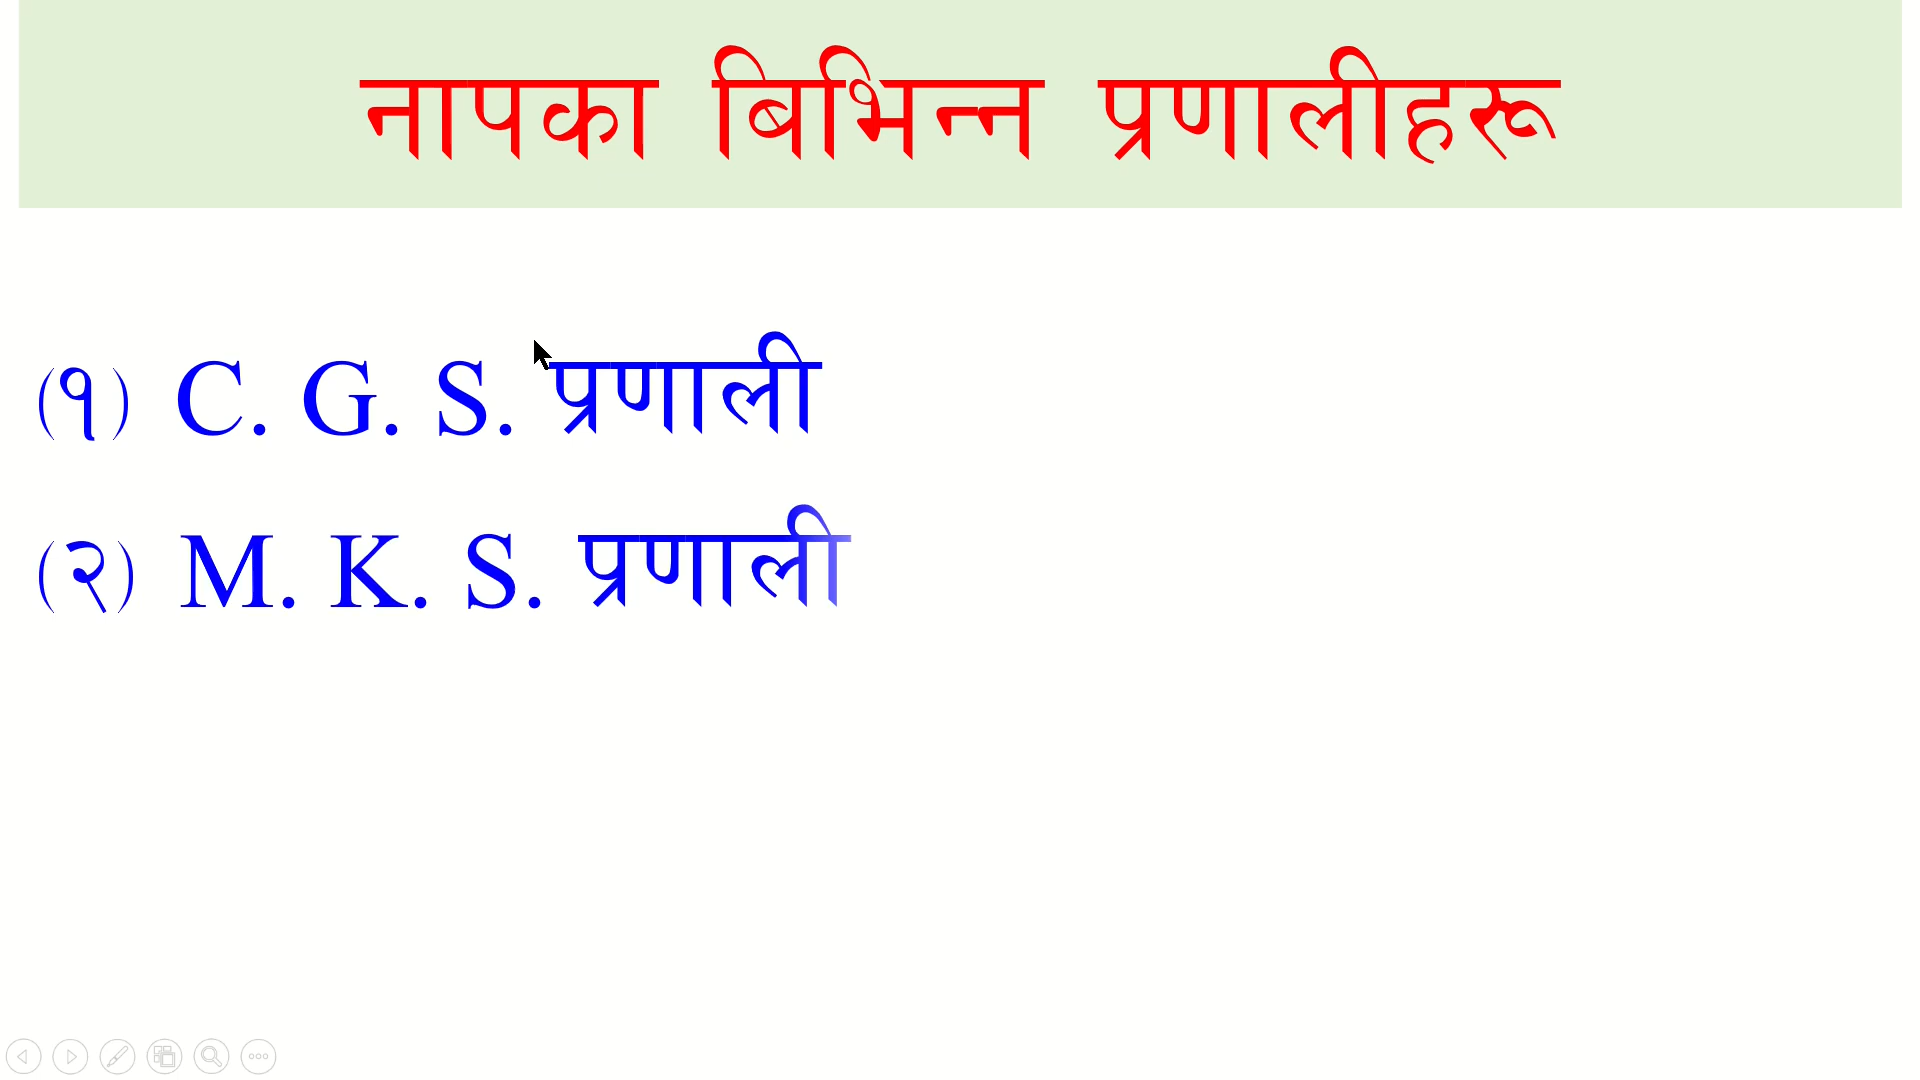 नापका बिभिन्न प्रणालीहरू
(१) C. G. S. प्रणाली
(२) M. K. S. प्रणाली